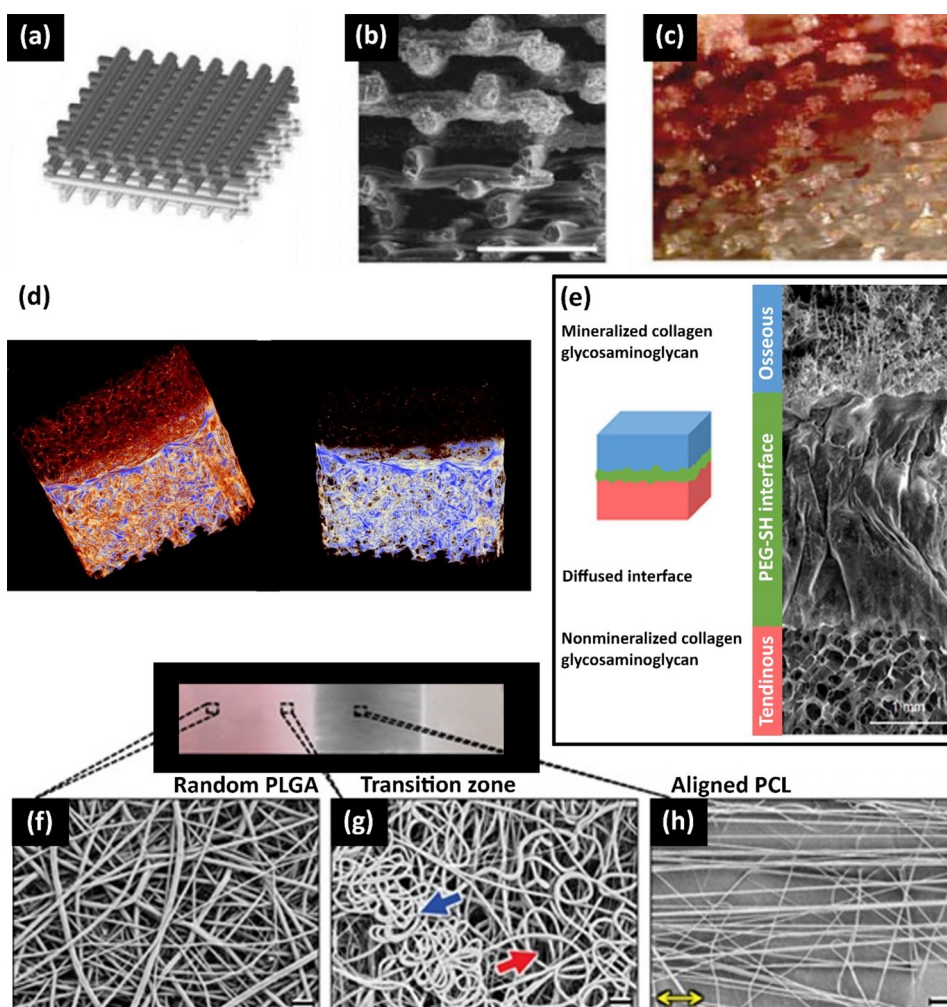 (a)
(b)
(c)
(d)
(e)
Mineralized collagen
glycosaminoglycan
Diffused interface
Nonmineralized collagen
glycosaminoglycan
Osseous
PEG-SH interface
Tendinous
1 mm
Random PLGA
Transition zone
Aligned PCL
(f)
(g)
(h)